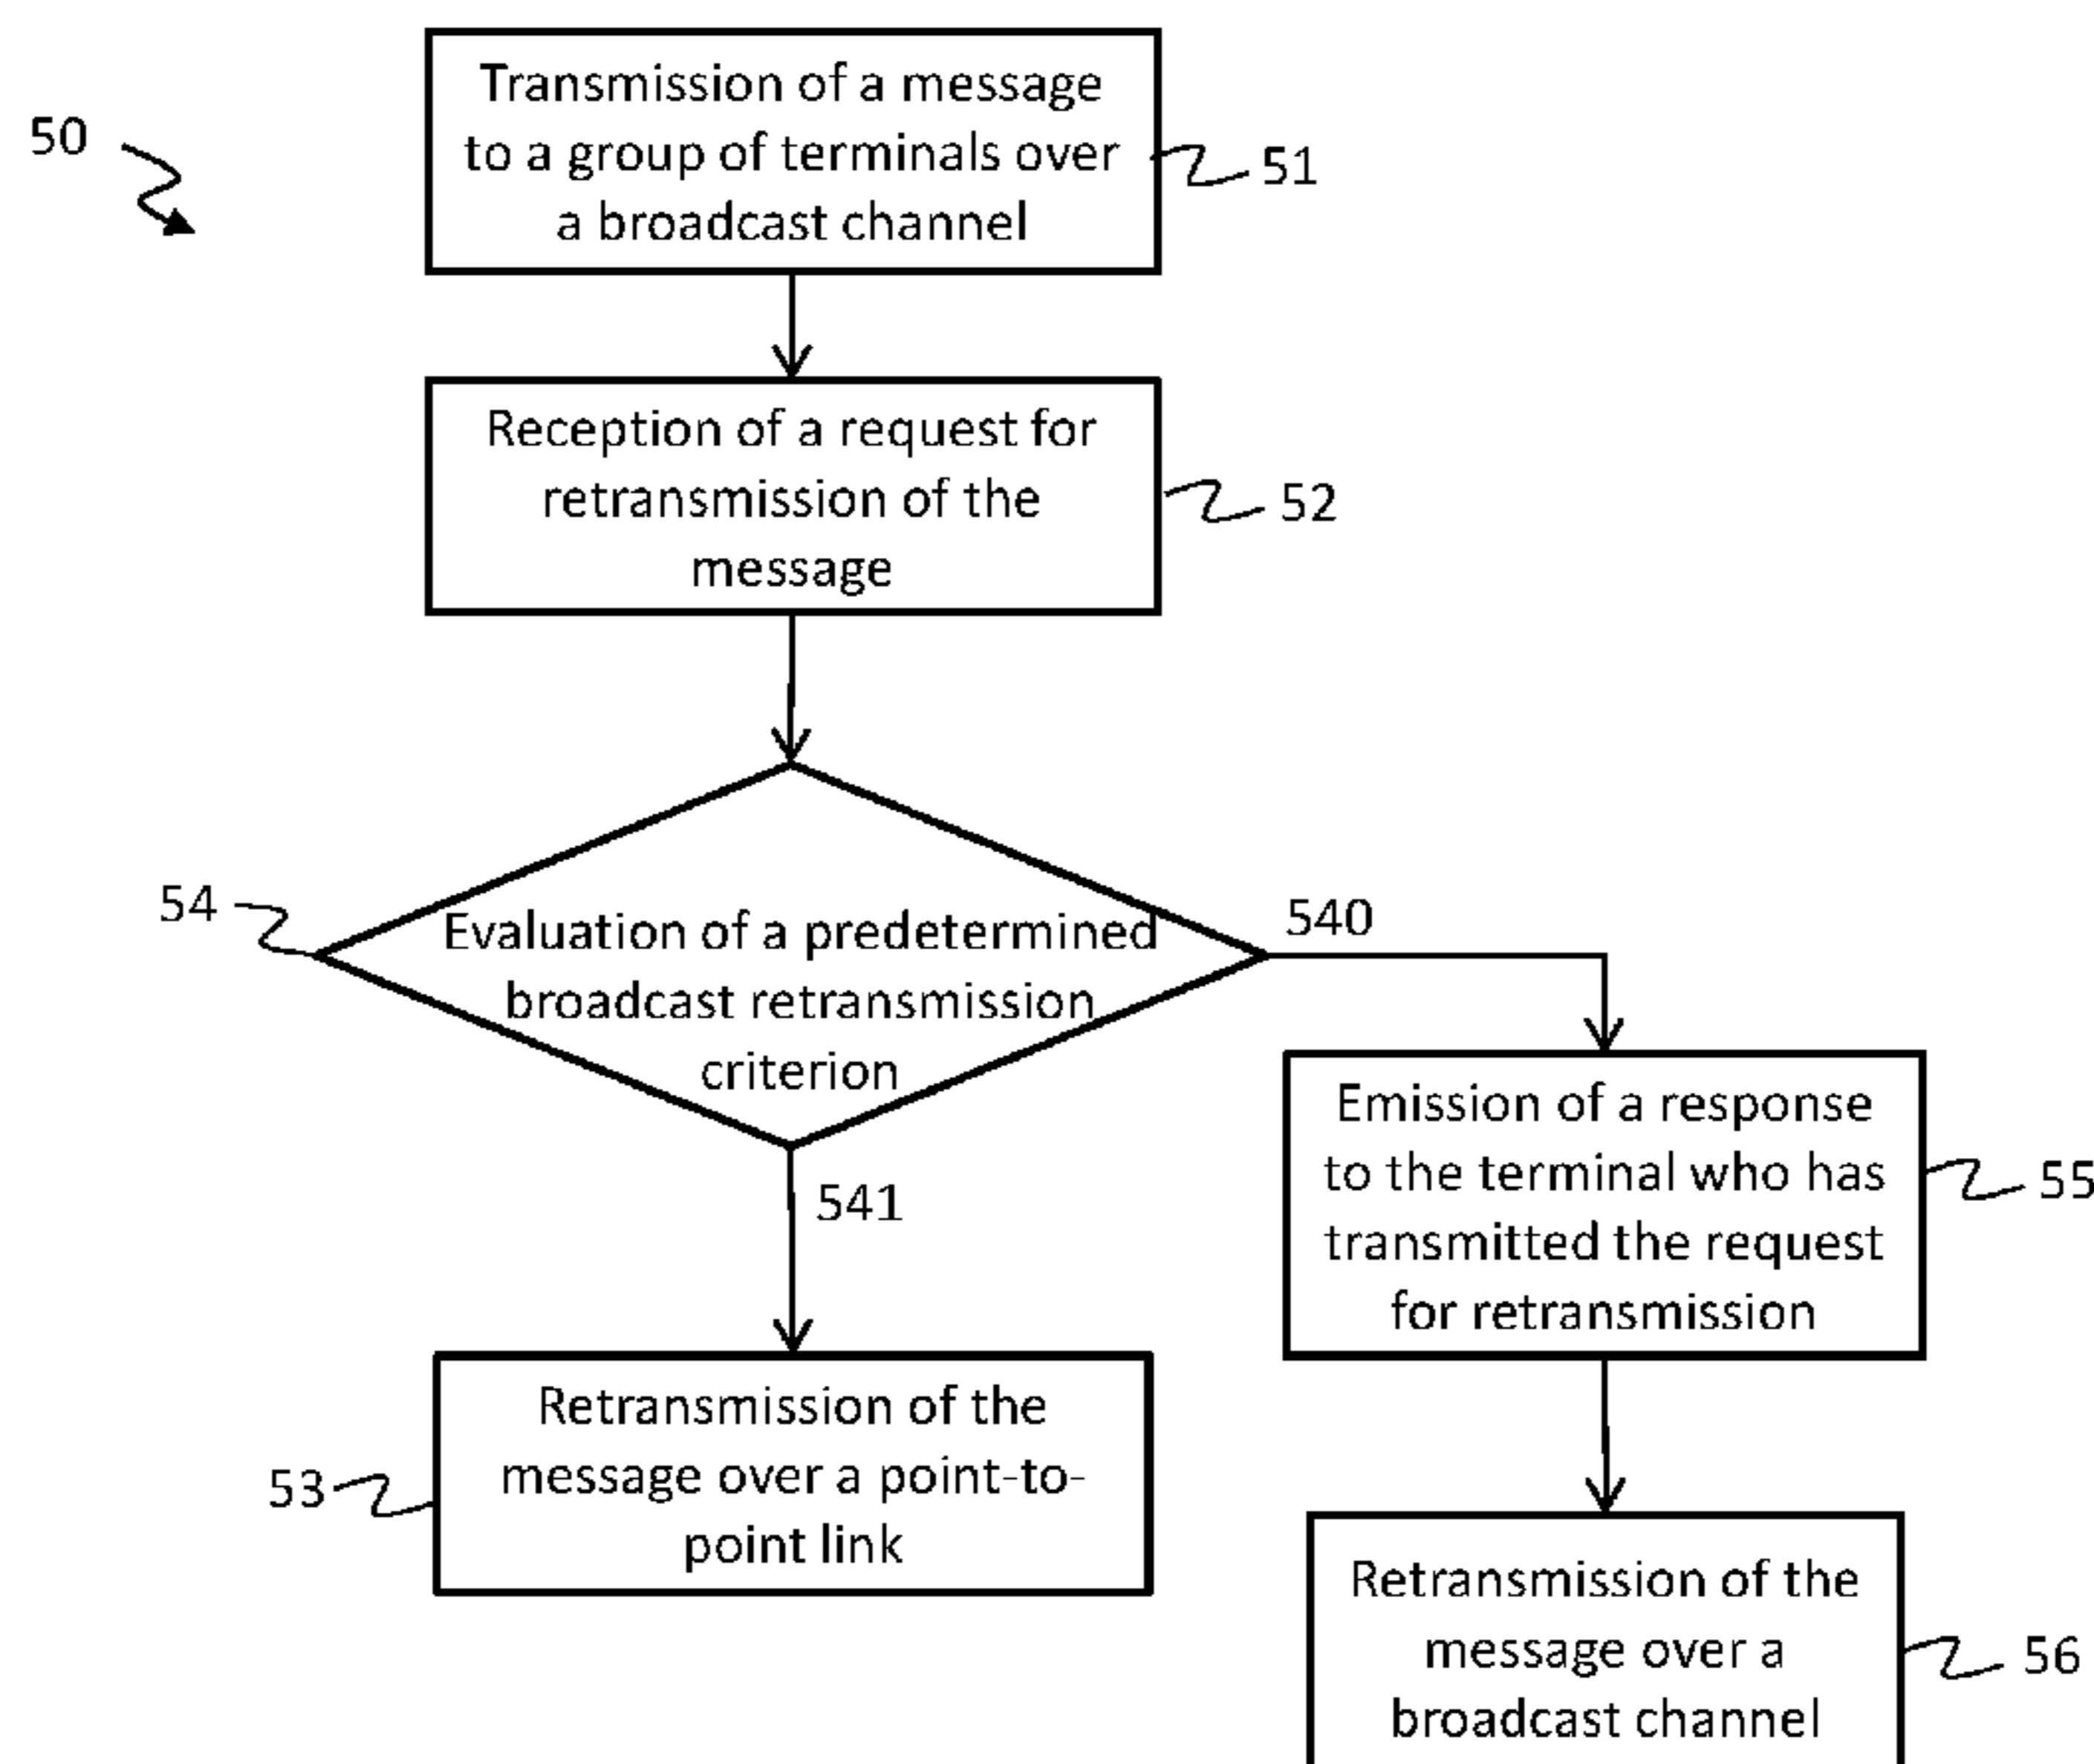 50
Transmission of a message
to a group of terminals over
a broadcast channel
51
Reception of a request for
retransmission of the
message
52
54
Evaluation of a predetermined
broadcast retransmission
criterion
540
541
Emission of a response
to the terminal who has
transmitted the request
for retransmission
55
Retransmission of the
message over a point-to-
point link
53
Retransmission of the
message over a
broadcast channel
56